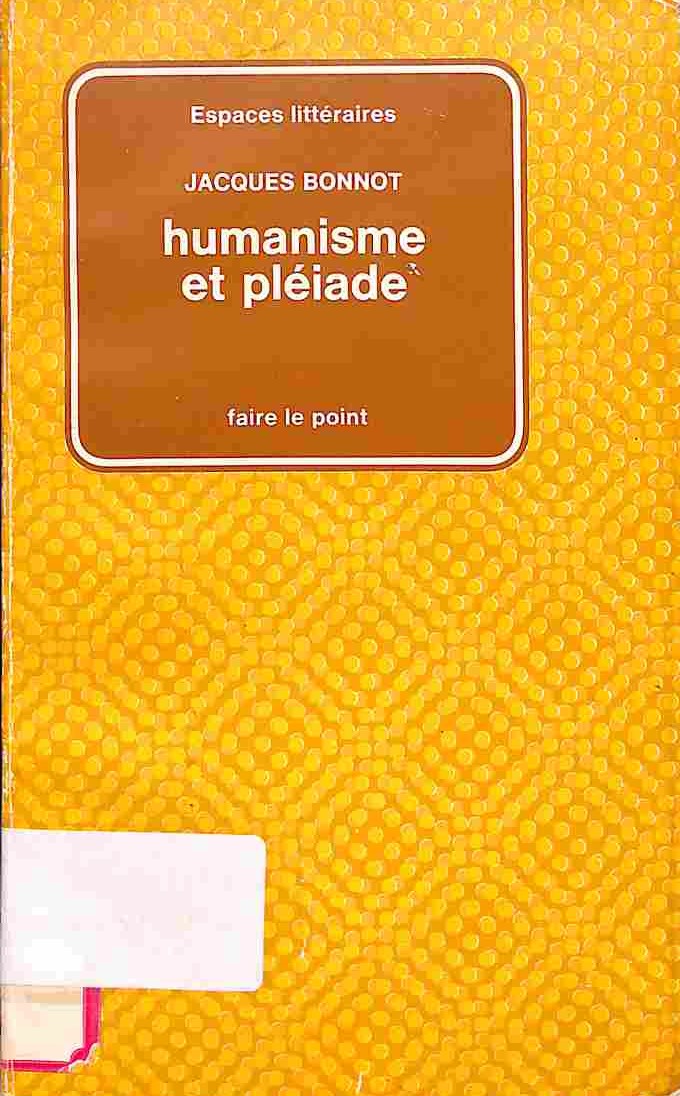 Espaces littéraires
JACQUES BONNOT
humanisme
et pléiade
faire le point